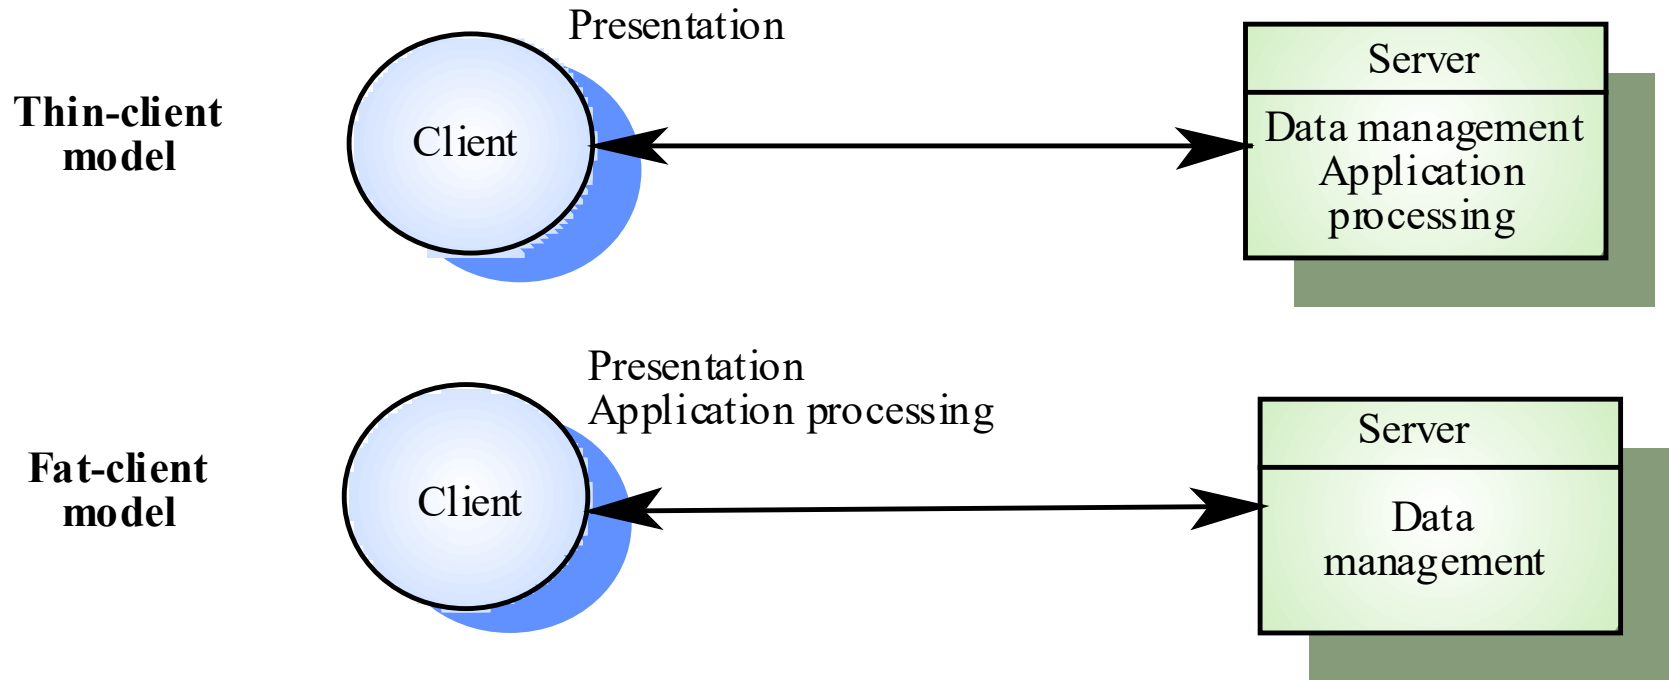 Presentation
Thin-client
model
Client
Server
Data management
Application
processing
Presentation
Application processing
Fat-client
model
Client
Server
Data
management